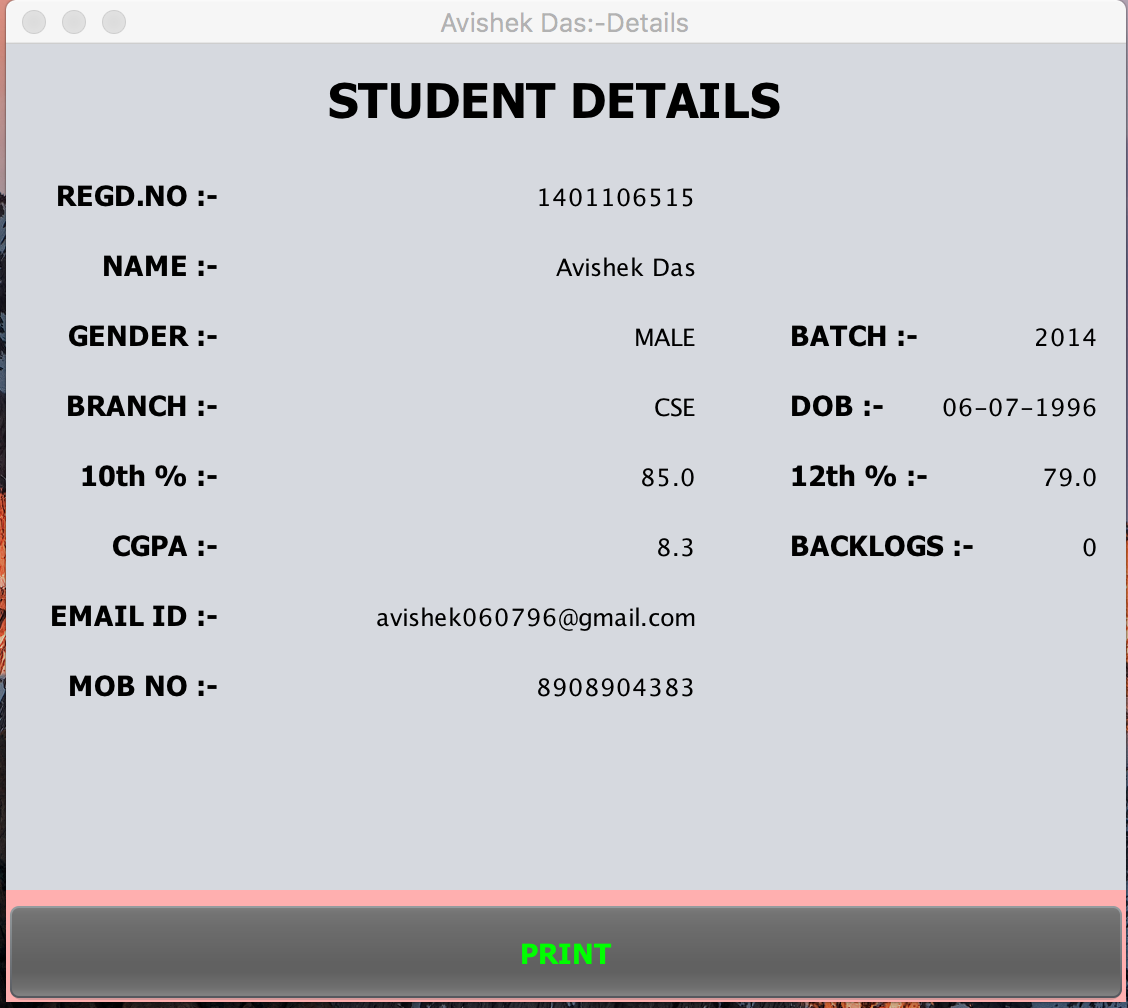 Avishek Das:-Details
STUDENT DETAILS
REGD.NO :- 1401106515
NAME :- Avishek Das
GENDER :- MALE BATCH :- 2014
BRANCH :- CSE DOB :- 06-07-1996
10th % :- 85.0 12th % :- 79.0
CGPA :- 8.3 BACKLOGS :- 0
EMAIL ID :- avishek060796@gmail.com
MOB NO :- 8908904383
PRINT